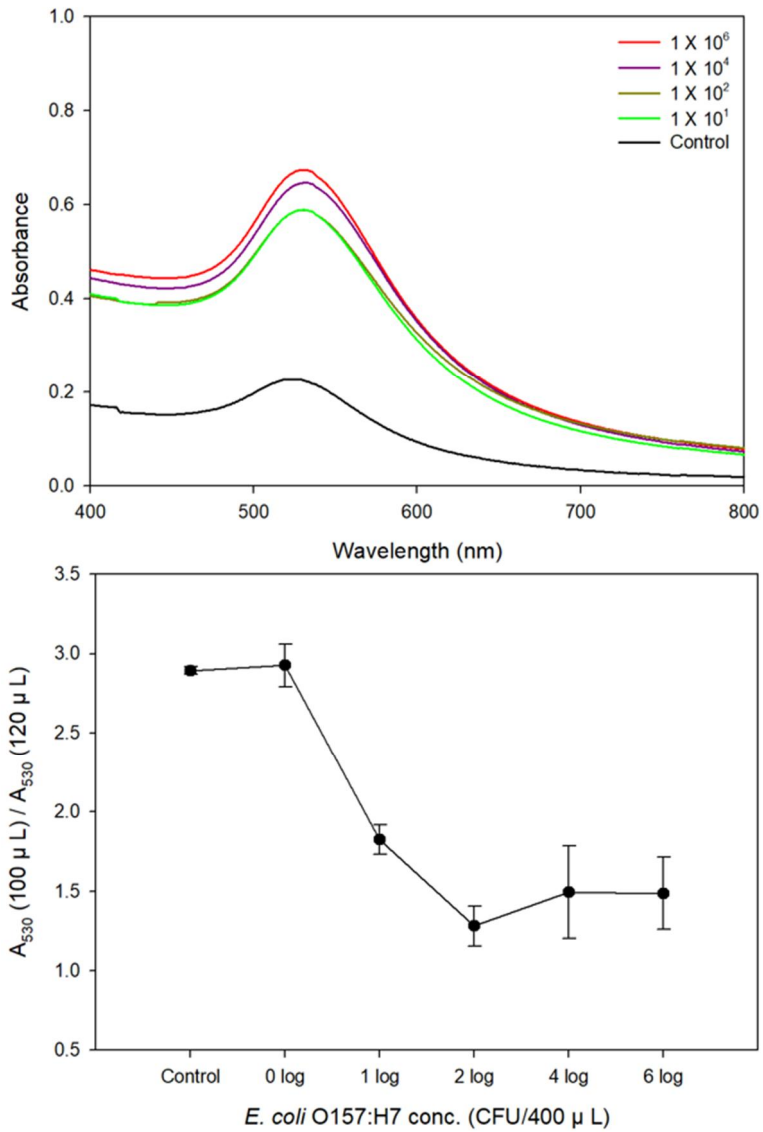 1.0
0.8
0.6
0.4
0.2
0.0
Absorbance
1 X 10⁶
1 X 10⁴
1 X 10²
1 X 10¹
Control
400 500 600 700 800
Wavelength (nm)
3.5
3.0
2.5
2.0
1.5
1.0
0.5
A₅₃₀ (100 µ L) / A₅₃₀ (120 µ L)
Control 0 log 1 log 2 log 4 log 6 log
E. coli O157:H7 conc. (CFU/400 µ L)